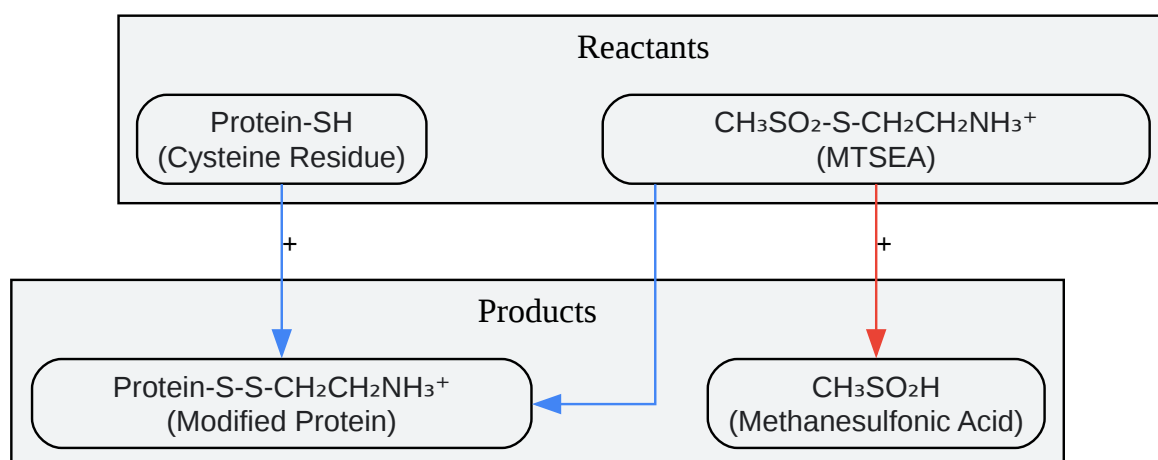 Reactants
Protein-SH
(Cysteine Residue)
CH₃SO₂-S-CH₂CH₂NH₃⁺
(MTSEA)
+
+
Products
Protein-S-S-CH₂CH₂NH₃⁺
(Modified Protein)
CH₃SO₂H
(Methanesulfonic Acid)